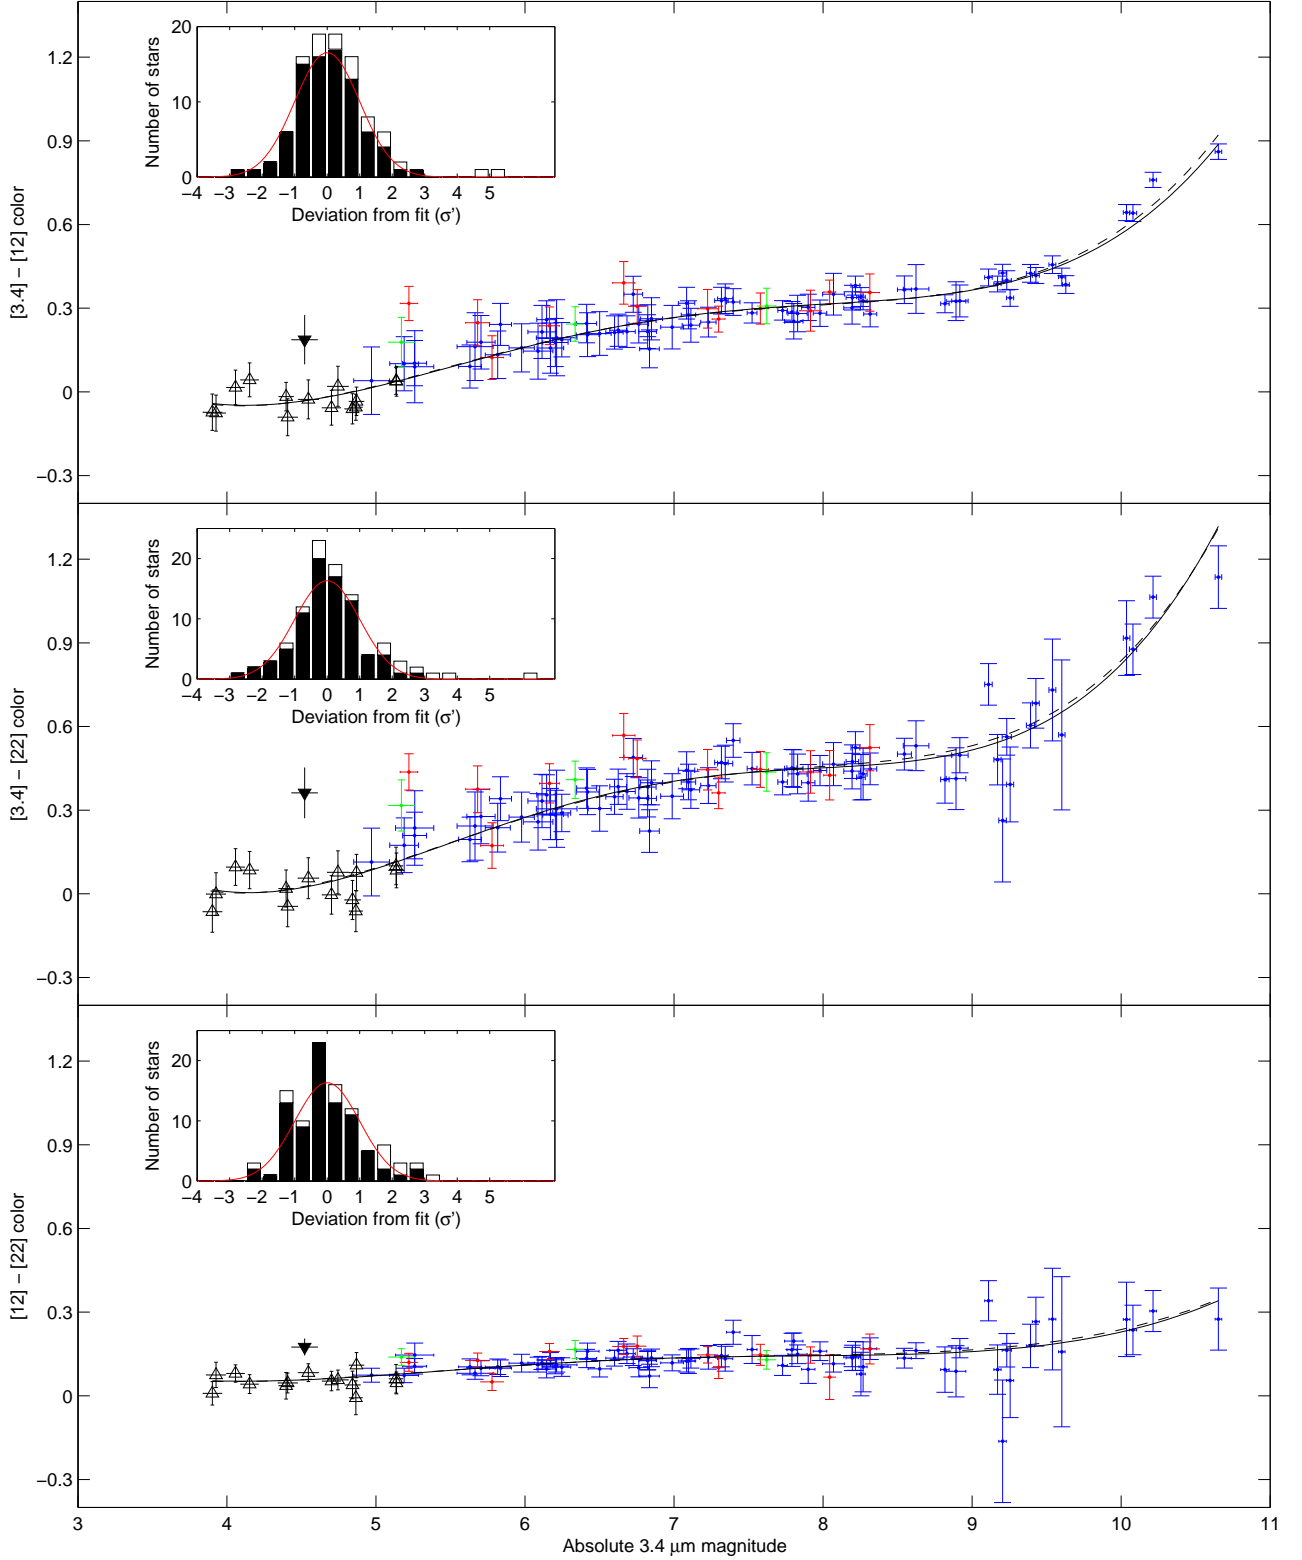 20
10
0
Number of stars
−4 −3 −2 −1 0 1 2 3 4 5
Deviation from fit (σ')
1.2
0.9
0.6
0.3
0
−0.3
[3.4] − [12] color
20
10
0
Number of stars
−4 −3 −2 −1 0 1 2 3 4 5
Deviation from fit (σ')
1.2
0.9
0.6
0.3
0
−0.3
[3.4] − [22] color
20
10
0
Number of stars
−4 −3 −2 −1 0 1 2 3 4 5
Deviation from fit (σ')
1.2
0.9
0.6
0.3
0
−0.3
[12] − [22] color
3 4 5 6 7 8 9 10 11
Absolute 3.4 μm magnitude